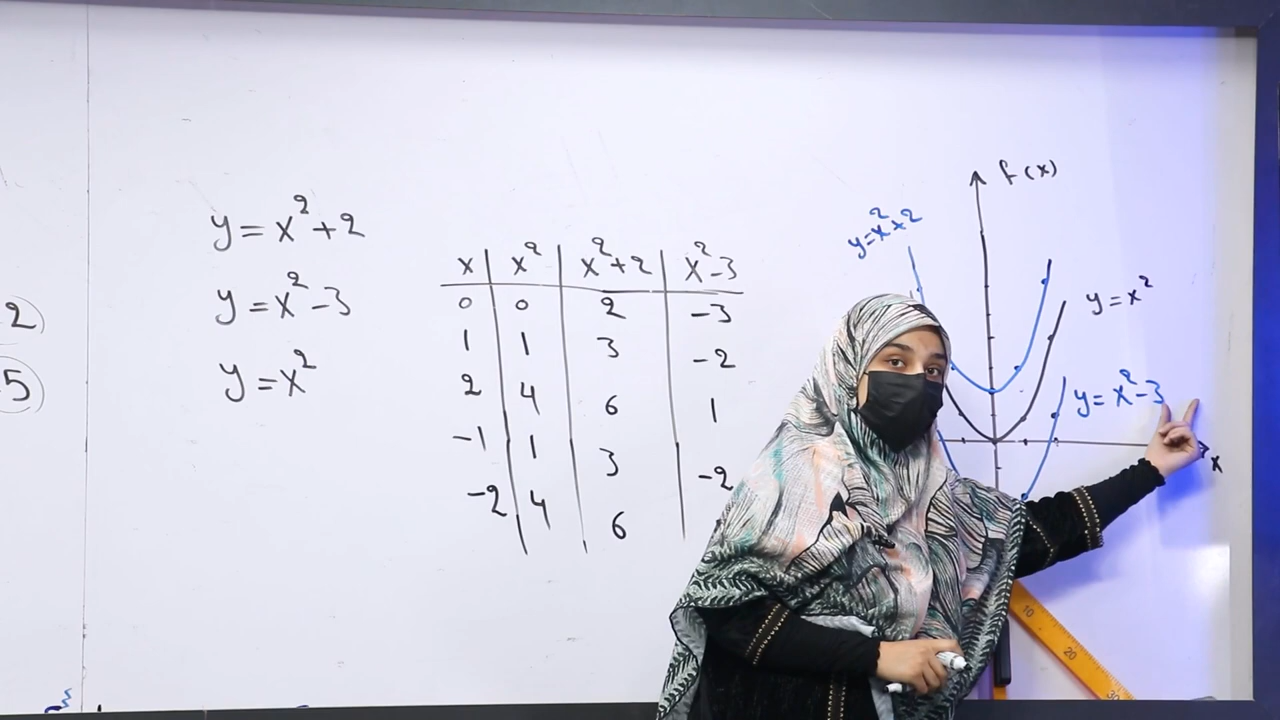 2
5
y = x²+2
y = x²-3
y = x²
x | x² | x²+2 | x²-3
0 | 0 | 2 | -3
1 | 1 | 3 | -2
2 | 4 | 6 | 1
-1 | 1 | 3 | -2
-2 | 4 | 6
f(x)
y=x²+2
y = x²
y = x²-3
x
10
20
30